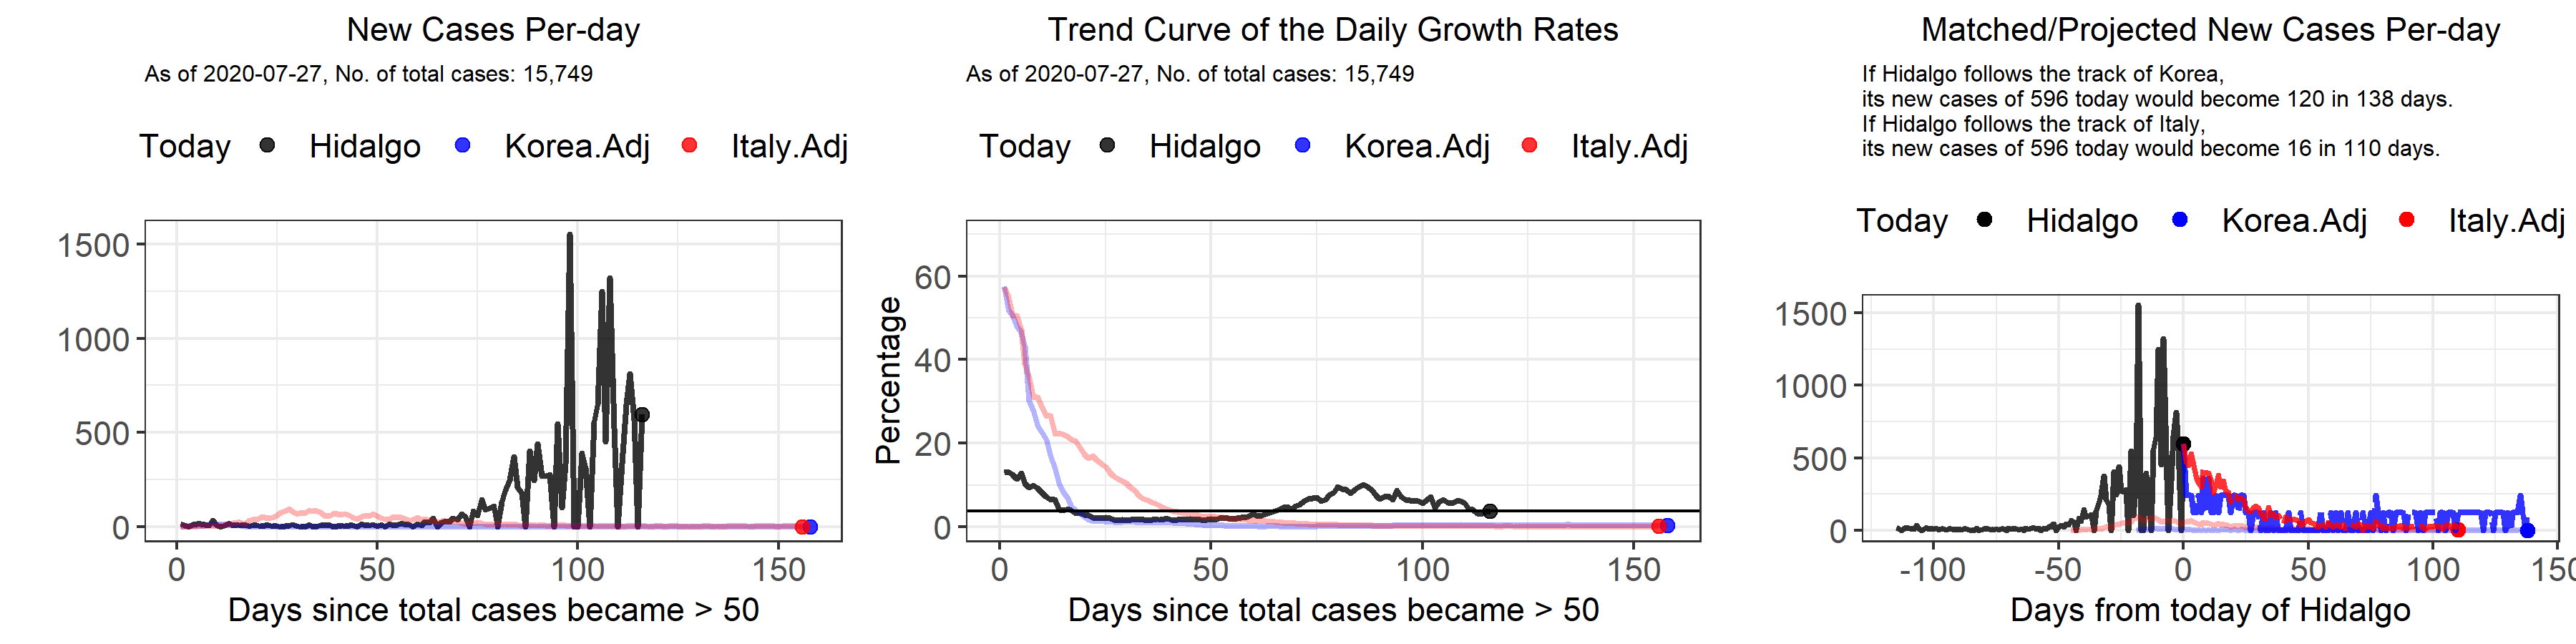 New Cases Per-day
As of 2020-07-27, No. of total cases: 15,749
Today Hidalgo Korea.Adj Italy.Adj
1500
1000
500
0
0 50 100 150
Days since total cases became > 50
Trend Curve of the Daily Growth Rates
As of 2020-07-27, No. of total cases: 15,749
Today Hidalgo Korea.Adj Italy.Adj
Percentage
60
40
20
0
0 50 100 150
Days since total cases became > 50
Matched/Projected New Cases Per-day
If Hidalgo follows the track of Korea,
its new cases of 596 today would become 120 in 138 days.
If Hidalgo follows the track of Italy,
its new cases of 596 today would become 16 in 110 days.
Today Hidalgo Korea.Adj Italy.Adj
1500
1000
500
0
-100 -50 0 50 100 150
Days from today of Hidalgo